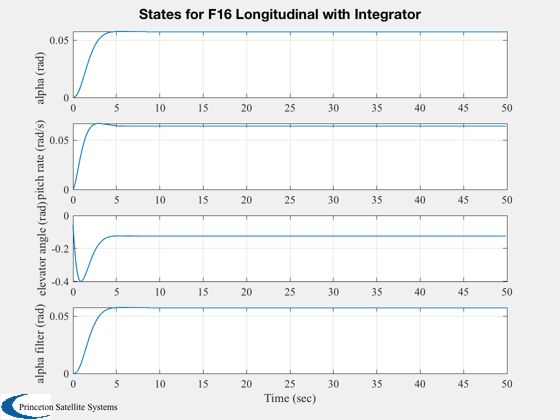 States for F16 Longitudinal with Integrator
alpha (rad)
0.05
0
0 5 10 15 20 25 30 35 40 45 50
pitch rate (rad/s)
0.05
0
0 5 10 15 20 25 30 35 40 45 50
elevator angle (rad)
0
-0.2
-0.4
0 5 10 15 20 25 30 35 40 45 50
alpha filter (rad)
0.05
0
0 5 10 15 20 25 30 35 40 45 50
Time (sec)
Princeton Satellite Systems